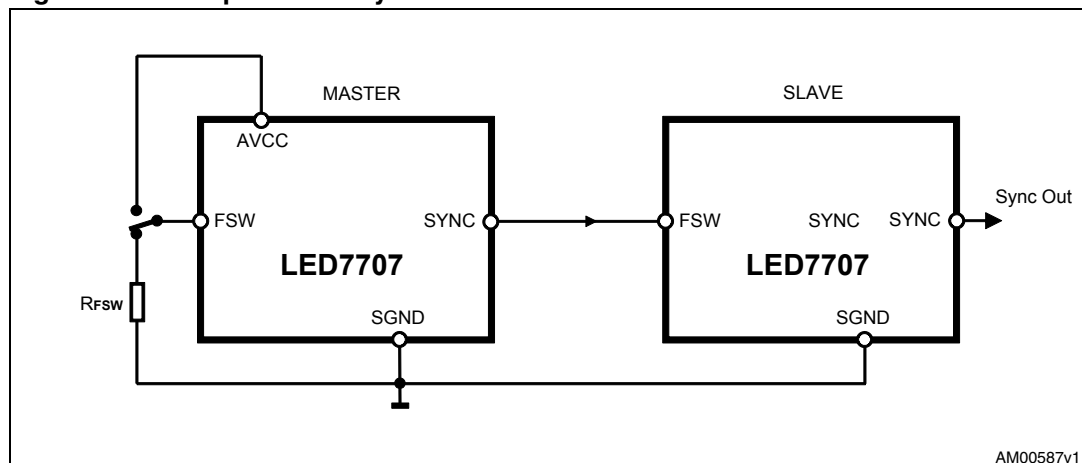 MASTER
SLAVE
AVCC
FSW
SYNC
FSW
SYNC
SYNC
Sync Out
LED7707
LED7707
RFSW
SGND
SGND
AM00587v1